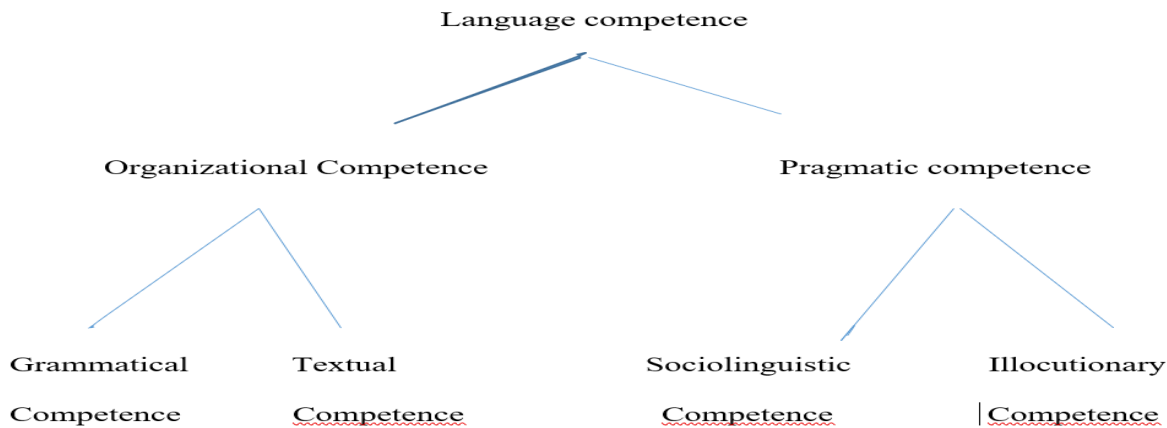 Language competence
Organizational Competence Pragmatic competence
Grammatical Textual Sociolinguistic Illocutionary
Competence Competence Competence Competence